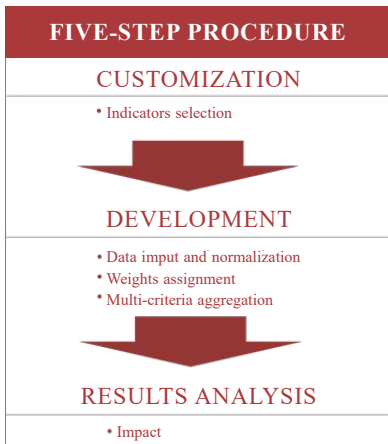 FIVE-STEP PROCEDURE
CUSTOMIZATION
• Indicators selection
DEVELOPMENT
• Data imput and normalization
• Weights assignment
• Multi-criteria aggregation
RESULTS ANALYSIS
• Impact